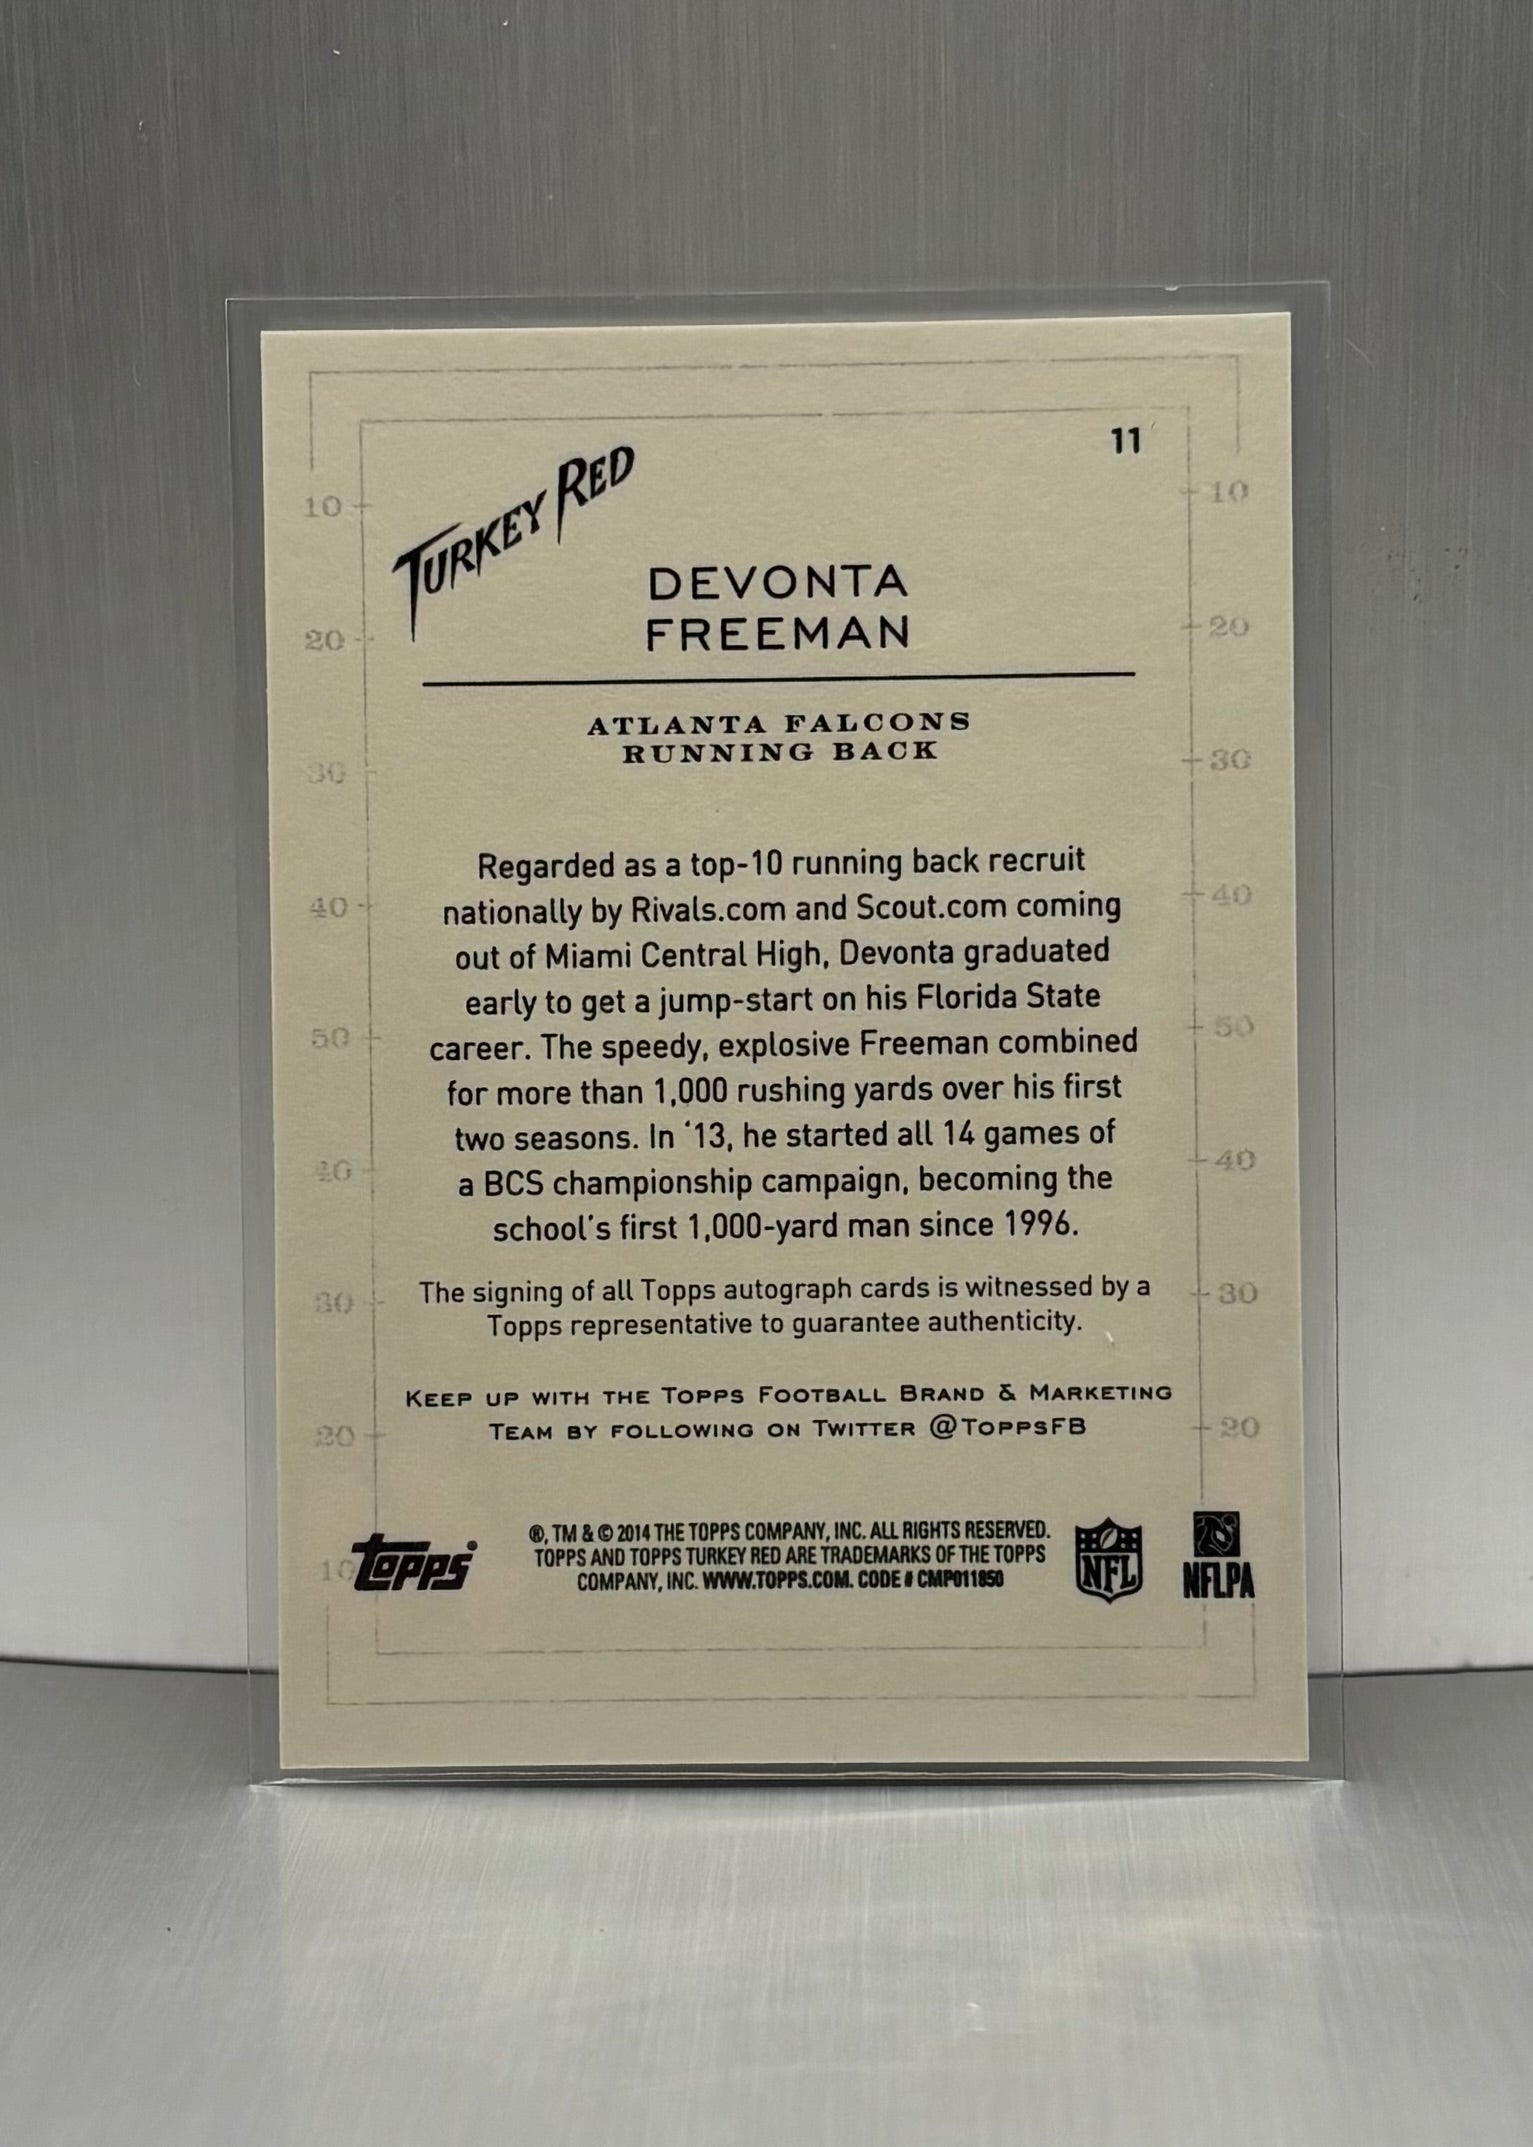 11
TURKEY RED
DEVONTA
FREEMAN
ATLANTA FALCONS
RUNNING BACK
Regarded as a top-10 running back recruit
nationally by Rivals.com and Scout.com coming
out of Miami Central High, Devonta graduated
early to get a jump-start on his Florida State
career. The speedy, explosive Freeman combined
for more than 1,000 rushing yards over his first
two seasons. In '13, he started all 14 games of
a BCS championship campaign, becoming the
school's first 1,000-yard man since 1996.
The signing of all Topps autograph cards is witnessed by a
Topps representative to guarantee authenticity.
KEEP UP WITH THE TOPPS FOOTBALL BRAND & MARKETING
TEAM BY FOLLOWING ON TWITTER @TOPPSFB
topps
®, TM & © 2014 THE TOPPS COMPANY, INC. ALL RIGHTS RESERVED.
TOPPS AND TOPPS TURKEY RED ARE TRADEMARKS OF THE TOPPS
COMPANY, INC. WWW.TOPPS.COM. CODE # CMP011850
NFL
NFLPA
10
20
30
40
50
40
30
20
10
10
20
30
40
50
40
30
20